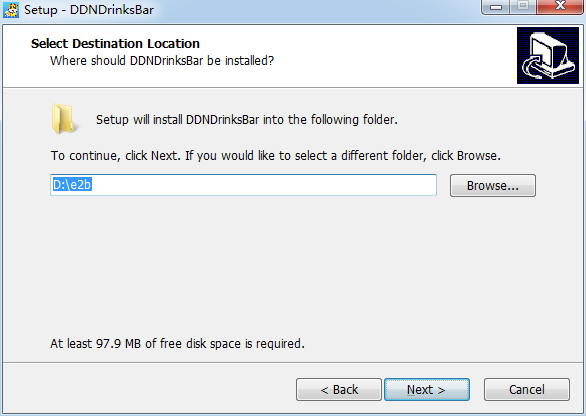 Setup - DDNDrinksBar
Select Destination Location
Where should DDNDrinksBar be installed?
Setup will install DDNDrinksBar into the following folder.
To continue, click Next. If you would like to select a different folder, click Browse.
D:\e2b
Browse...
At least 97.9 MB of free disk space is required.
< Back
Next >
Cancel